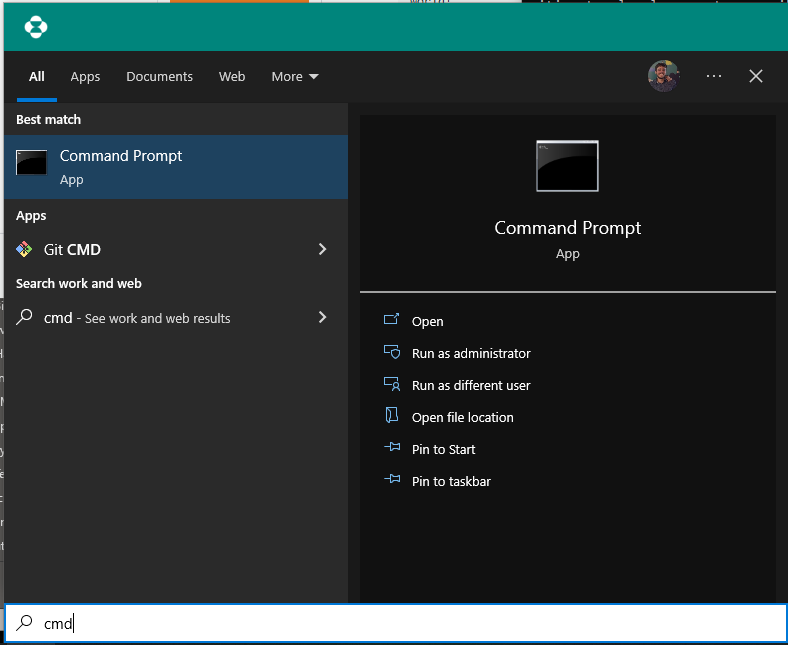 All Apps Documents Web More
Best match
Command Prompt
App
Apps
Git CMD
Search work and web
cmd - See work and web results
Command Prompt
App
Open
Run as administrator
Run as different user
Open file location
Pin to Start
Pin to taskbar
cmd